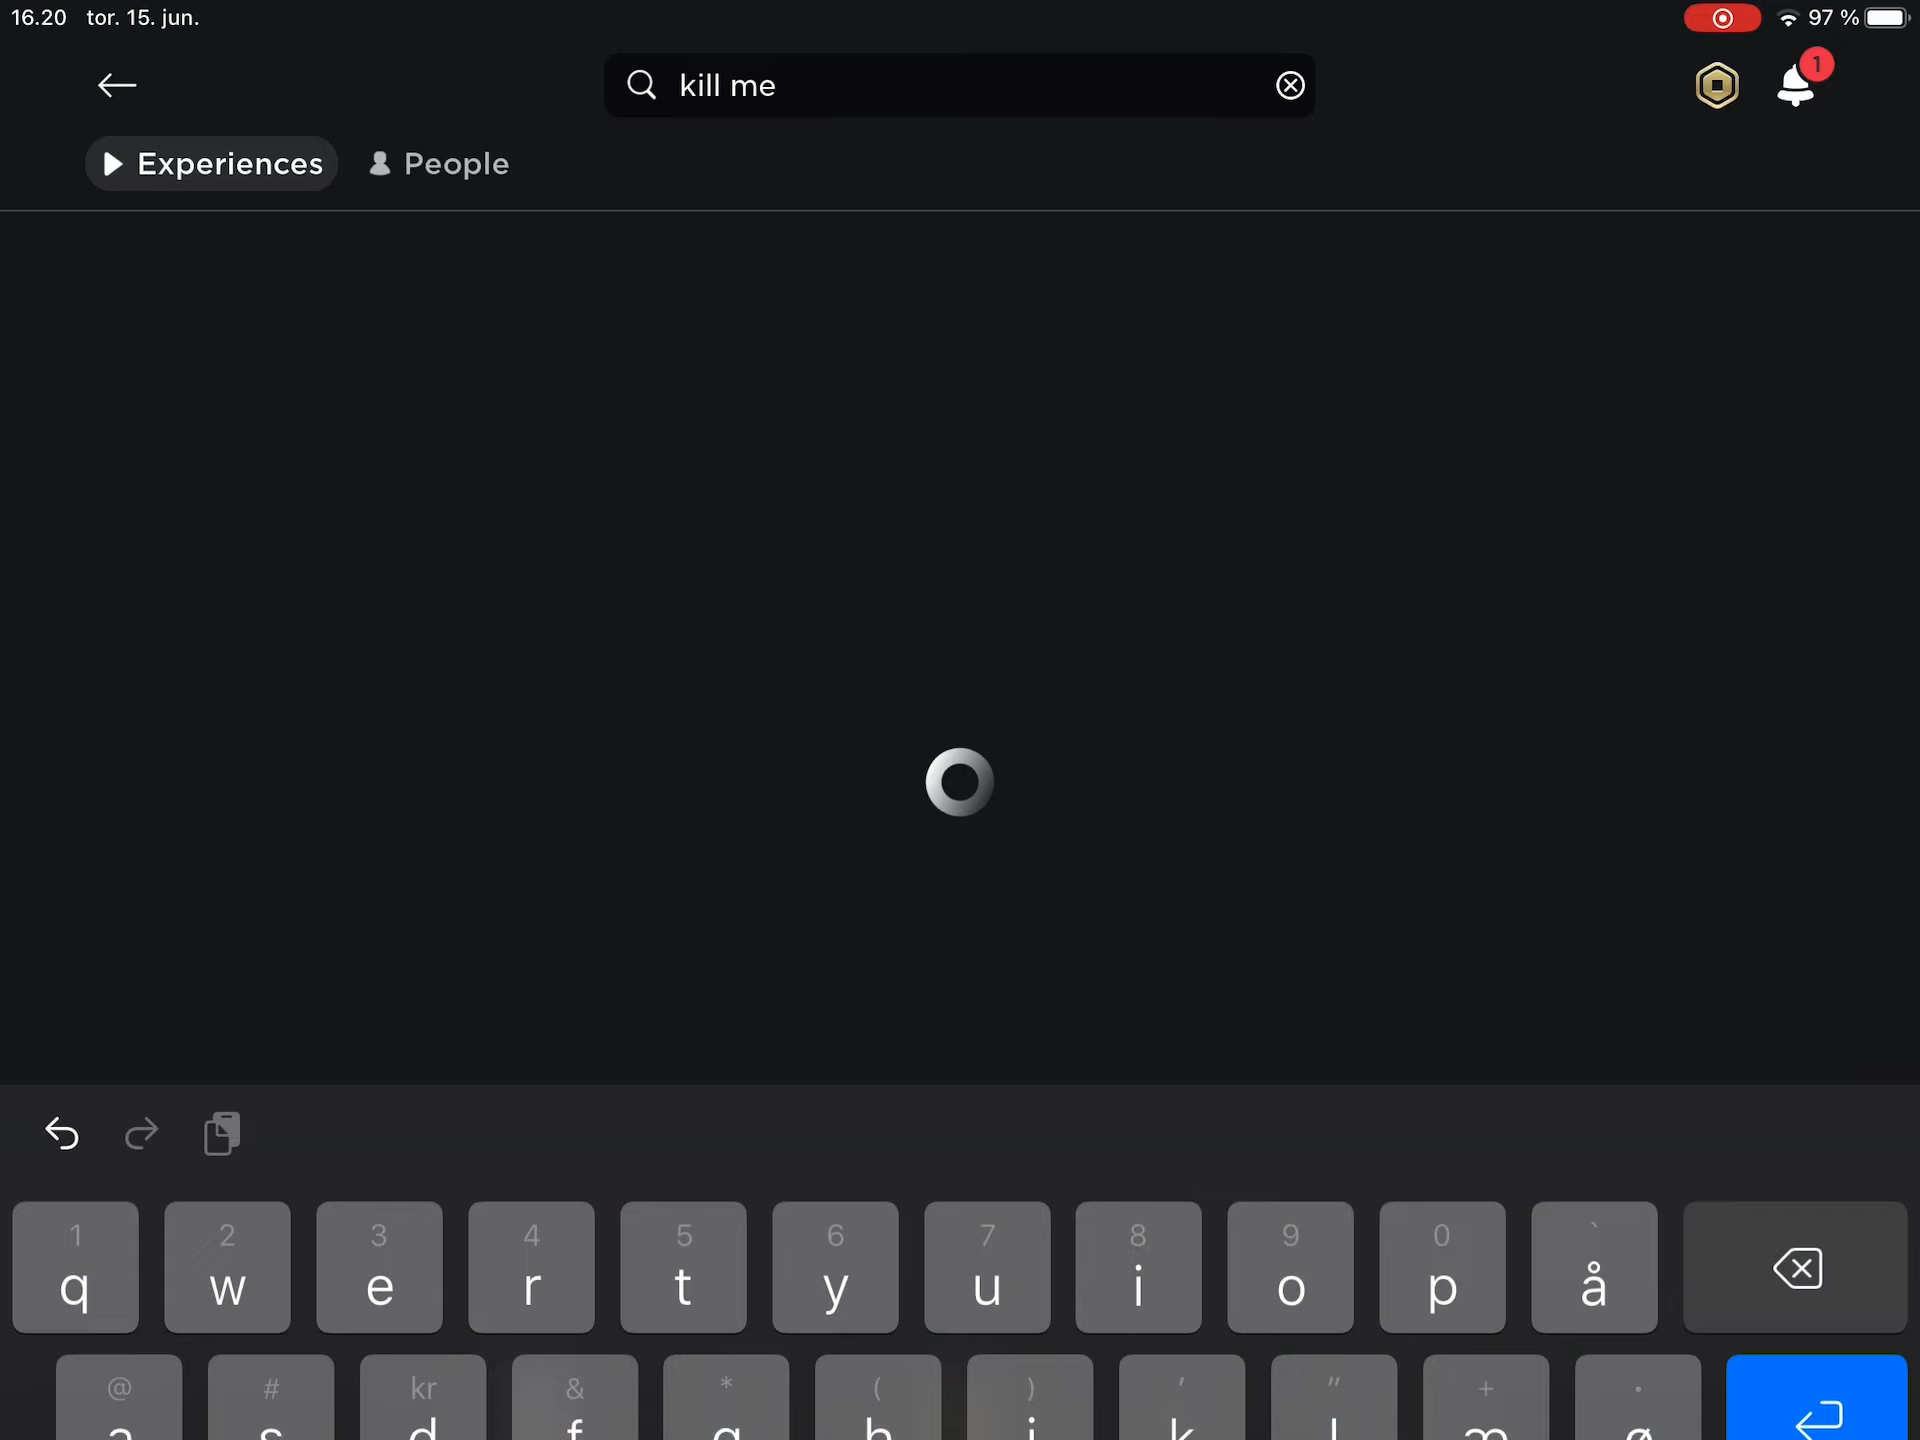 16.20 tor. 15. jun. 97 %
kill me
1
Experiences People
1 2 3 4 5 6 7 8 9 0 `
q w e r t y u i o p å
@ # kr & * ( ) ' " + •
a s d f g h j k l æ ø